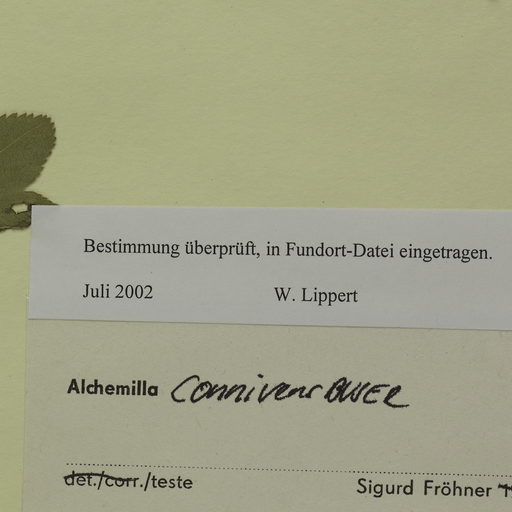 Bestimmung überprüft, in Fundort-Datei eingetragen.
Juli 2002 W. Lippert
Alchemilla connivens BUSER
det./corr./teste Sigurd Fröhner